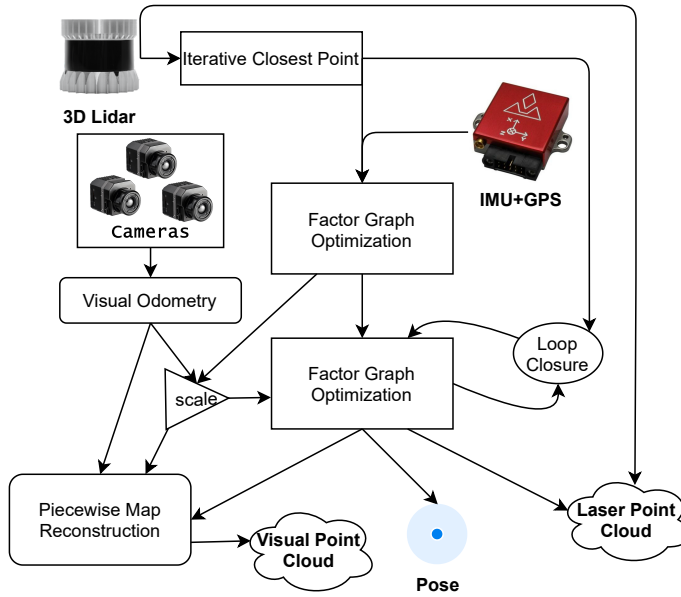 Iterative Closest Point
3D Lidar
X
Z
Y
IMU+GPS
Cameras
Factor Graph
Optimization
Visual Odometry
Loop
Closure
Factor Graph
Optimization
scale
Piecewise Map
Reconstruction
Laser Point
Cloud
Visual Point
Cloud
Pose